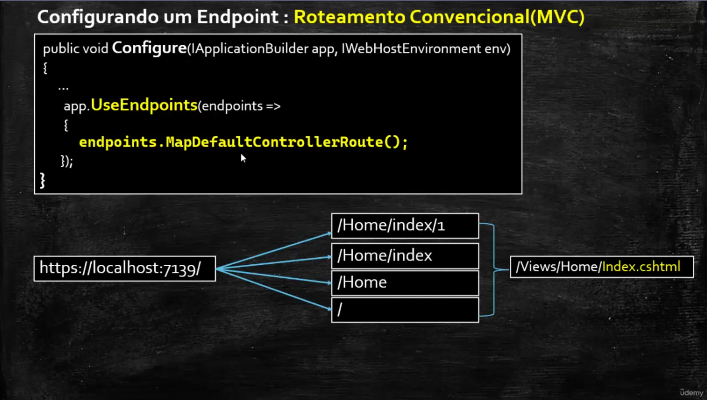 Configurando um Endpoint : Roteamento Convencional(MVC)
public void Configure(IApplicationBuilder app, IWebHostEnvironment env)
{
...
app.UseEndpoints(endpoints =>
{
endpoints.MapDefaultControllerRoute();
});
}
https://localhost:7139/
/Home/index/1
/Home/index
/Home
/
/Views/Home/Index.cshtml
ûdemy